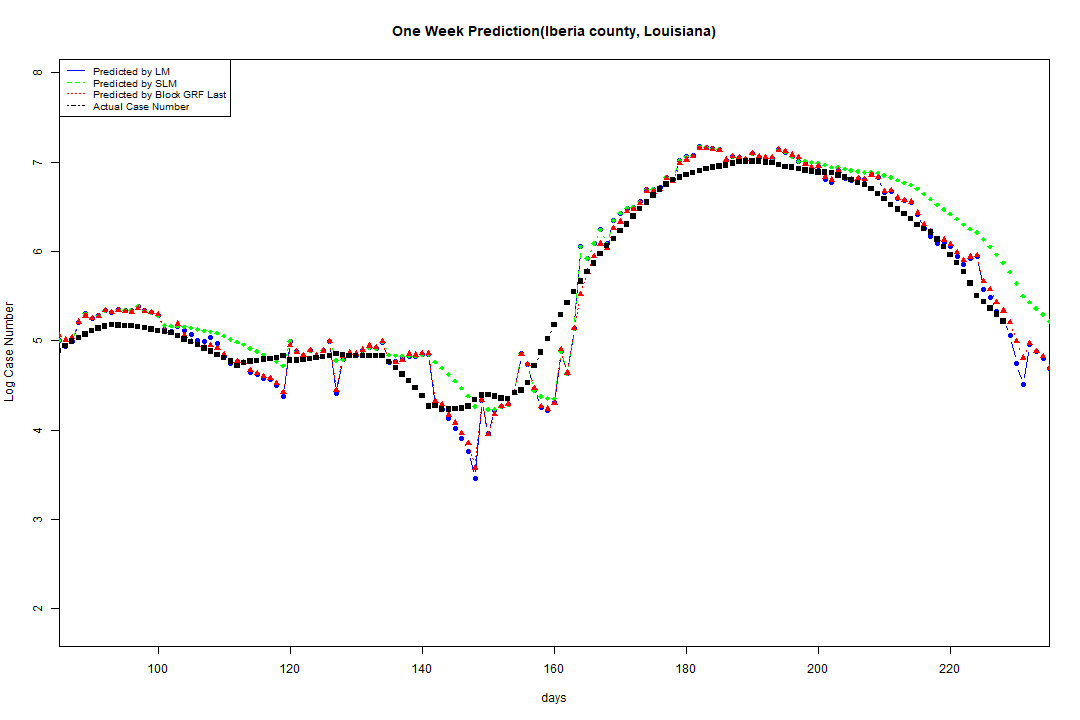 One Week Prediction(Iberia county, Louisiana)
Predicted by LM
Predicted by SLM
Predicted by Block GRF Last
Actual Case Number
8
7
6
5
4
3
2
Log Case Number
100 120 140 160 180 200 220
days